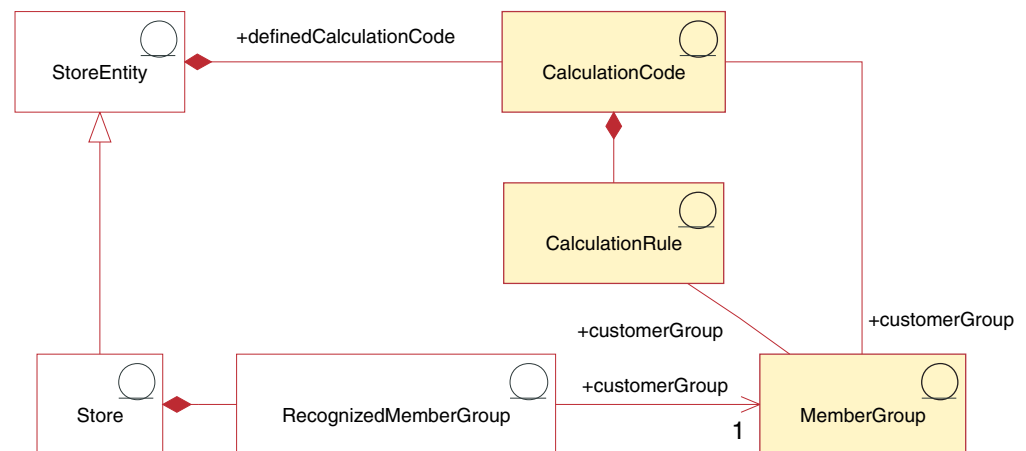 +definedCalculationCode
StoreEntity
CalculationCode
CalculationRule
+customerGroup
+customerGroup
+customerGroup
Store
RecognizedMemberGroup
MemberGroup
1